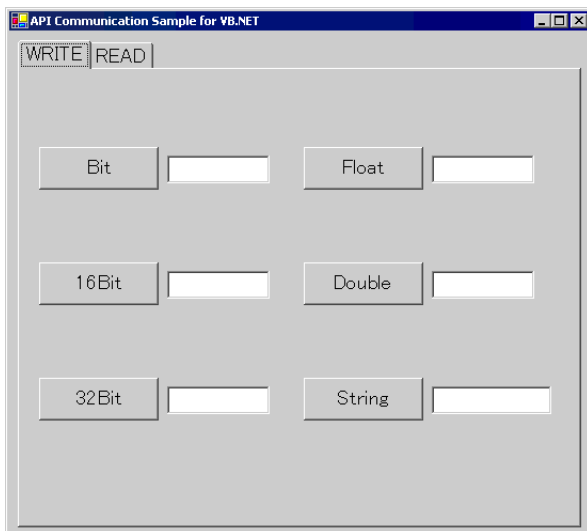 API Communication Sample for VB.NET
WRITE READ
Bit Float
16Bit Double
32Bit String